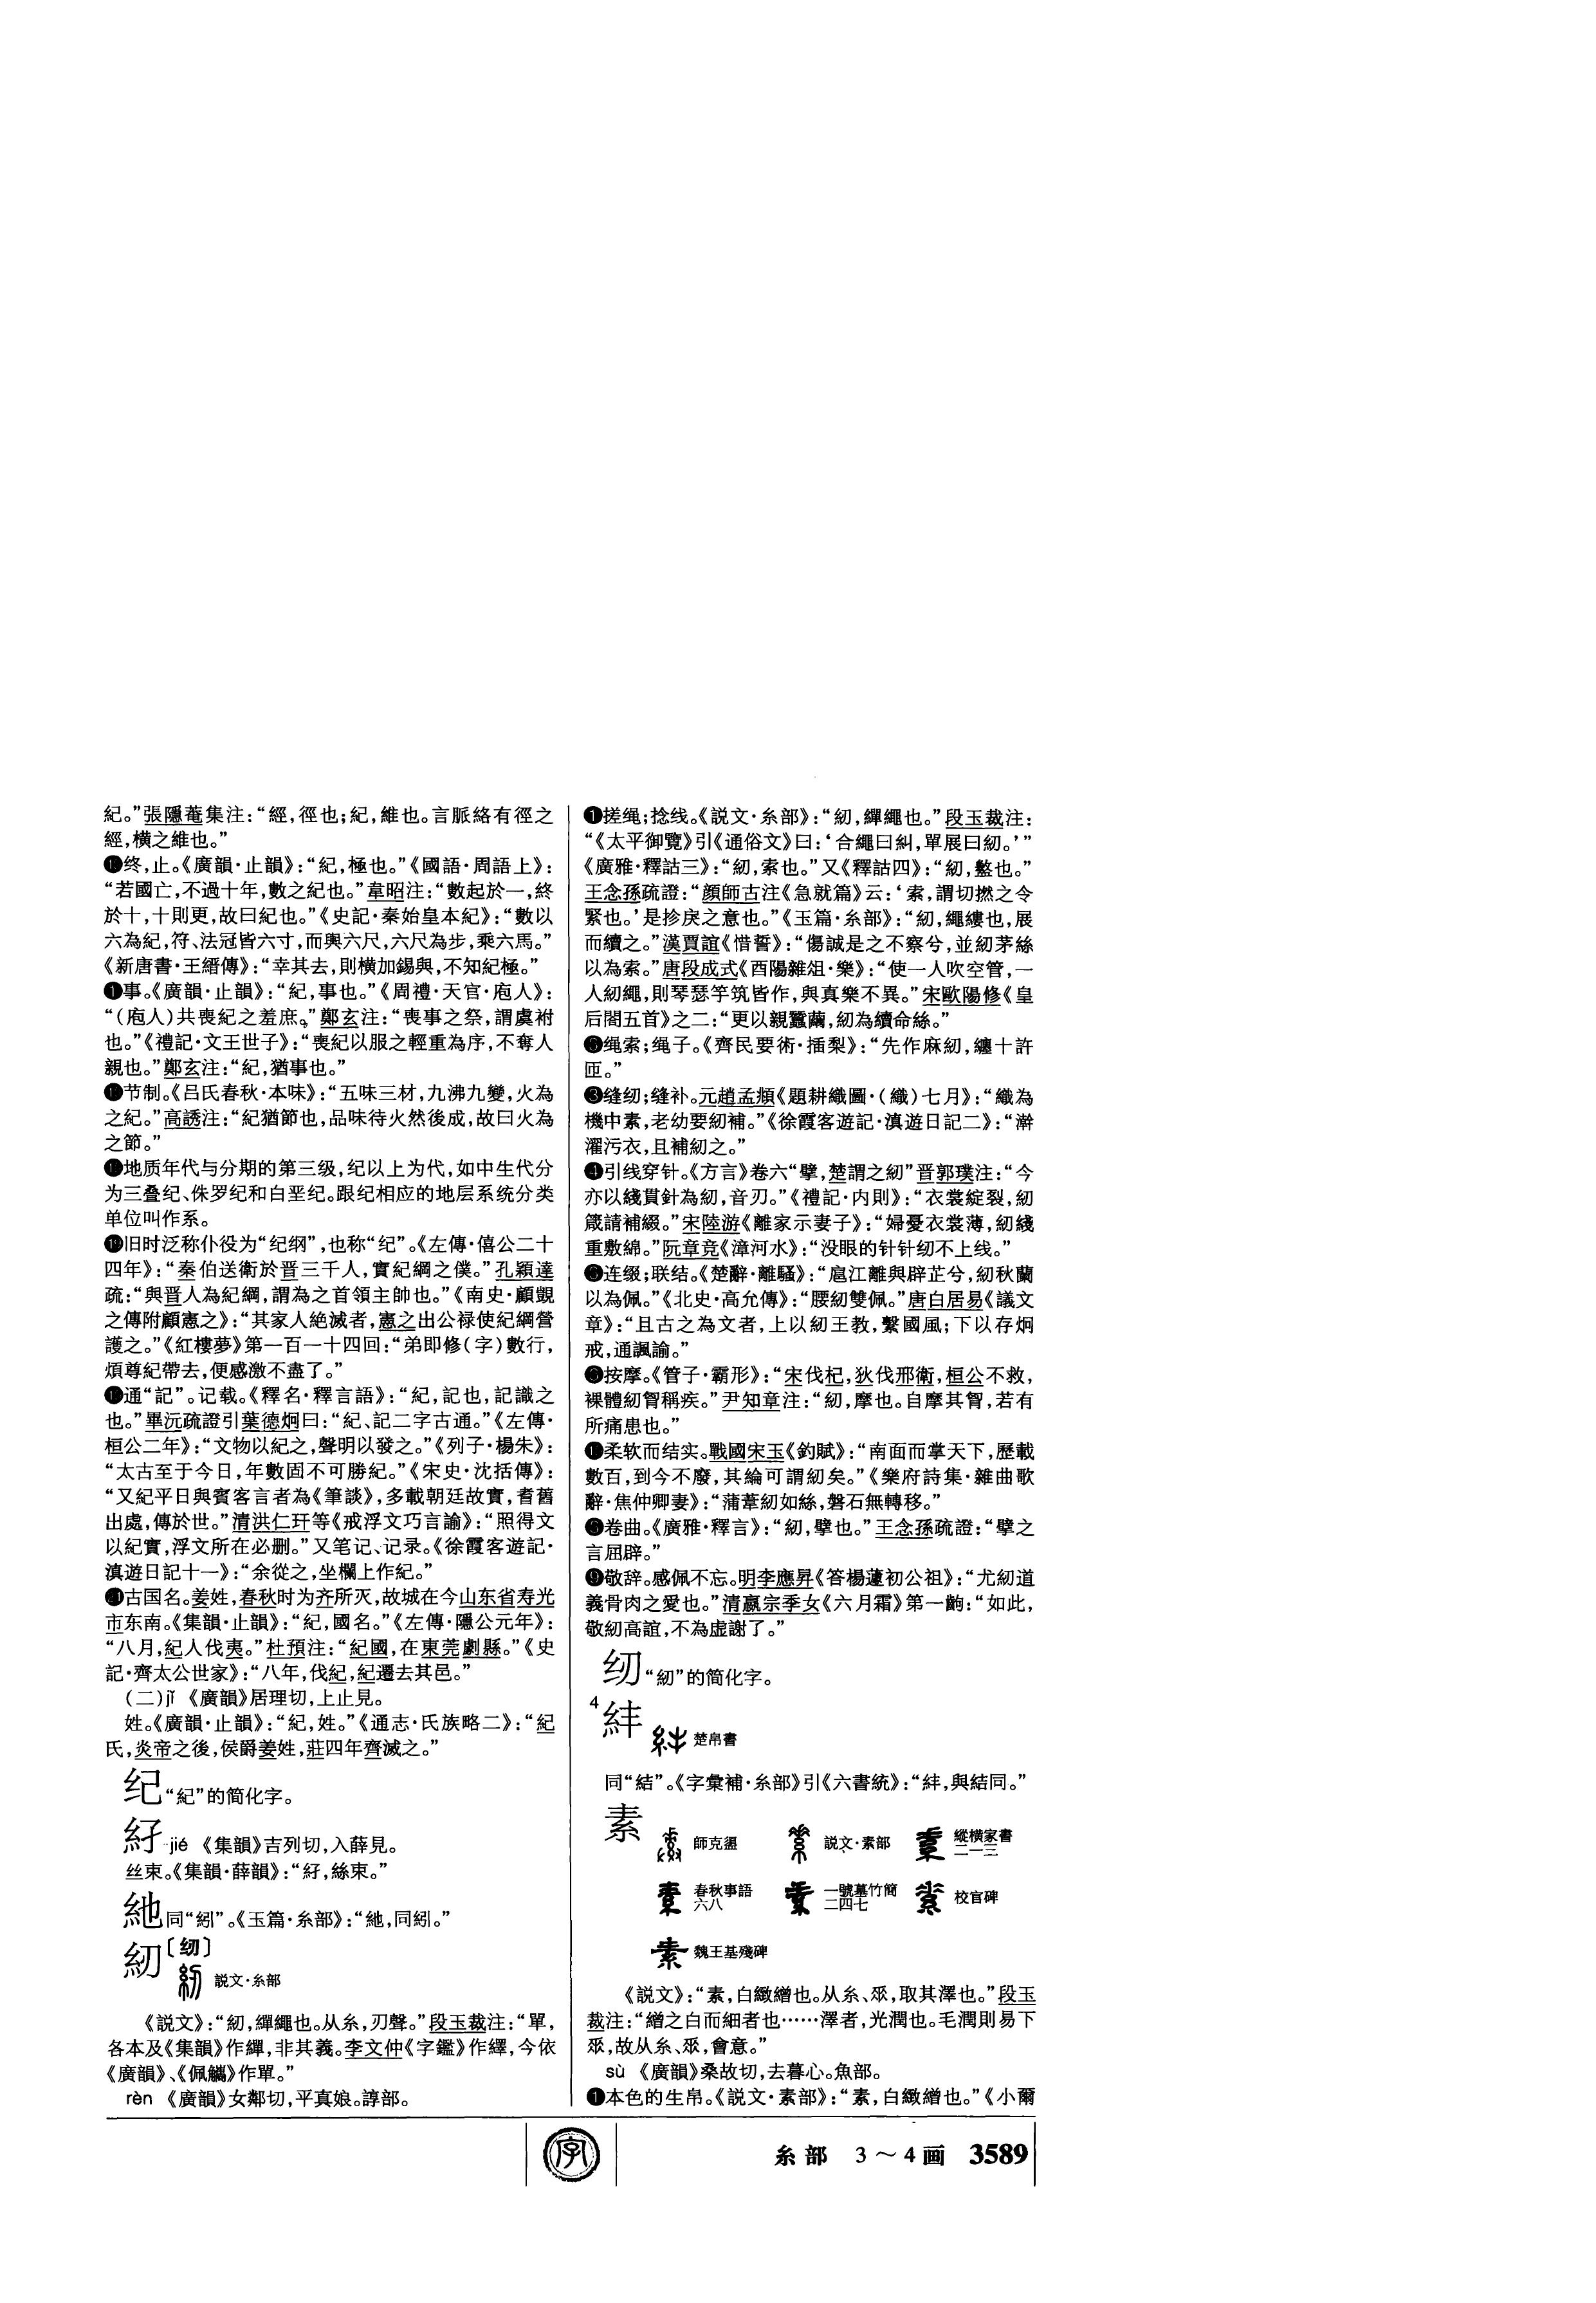 紀。”張隱菴集注：“經，徑也；紀，維也。言脈絡有徑之
經，横之維也。”
終，止。《廣韻·止韻》：“紀，極也。”《國語·周語上》：
“若國亡，不過十年，數之紀也。”韋昭注：“數起於一，終
於十，十則更，故曰紀也。”《史記·秦始皇本紀》：“數以
六為紀，符、法冠皆六寸，而輿六尺，六尺為步，乘六馬。”
《新唐書·王縉傳》：“幸其去，則横加錫與，不知紀極。”
事。《廣韻·止韻》：“紀，事也。”《周禮·天官·庖人》：
“（庖人）共喪紀之羞庶。”鄭玄注：“喪事之祭，謂虞祔
也。”《禮記·文王世子》：“喪紀以服之輕重為序，不奪人
親也。”鄭玄注：“紀，猶事也。”
节制。《吕氏春秋·本味》：“五味三材，九沸九變，火為
之紀。”高誘注：“紀猶節也，品味待火然後成，故曰火為
之節。”
地质年代与分期的第三级，纪以上为代，如中生代分
为三叠纪、侏罗纪和白垩纪。跟纪相应的地层系统分类
单位叫作系。
旧时泛称仆役为“纪纲”，也称“纪”。《左傳·僖公二十
四年》：“秦伯送衛於晋三千人，實紀綱之僕。”孔穎達
疏：“與晋人為紀綱，謂為之首領主帥也。”《南史·顧覬
之傳附顧憲之》：“其家人絶滅者，憲之出公禄使紀綱營
護之。”《紅樓夢》第一百一十四回：“弟即修（字）數行，
煩尊紀帶去，便感激不盡了。”
通“記”。记载。《釋名·釋言語》：“紀，記也，記識之
也。”畢沅疏證引葉德炯曰：“紀、記二字古通。”《左傳·
桓公二年》：“文物以紀之，聲明以發之。”《列子·楊朱》：
“太古至于今日，年數固不可勝紀。”《宋史·沈括傳》：
“又紀平日與賓客言者為《筆談》，多載朝廷故實，耆舊
出處，傳於世。”清洪仁玕等《戒浮文巧言諭》：“照得文
以紀實，浮文所在必删。”又笔记、记录。《徐霞客遊記·
滇遊日記十一》：“余從之，坐欄上作紀。”
古国名。姜姓，春秋时为齐所灭，故城在今山东省寿光
市东南。《集韻·止韻》：“紀，國名。”《左傳·隱公元年》：
“八月，紀人伐夷。”杜預注：“紀國，在東莞劇縣。”《史
記·齊太公世家》：“八年，伐紀，紀遷去其邑。”
（二）jǐ 《廣韻》居理切，上止見。
姓。《廣韻·止韻》：“紀，姓。”《通志·氏族略二》：“紀
氏，炎帝之後，侯爵姜姓，莊四年齊滅之。”
纪“紀”的简化字。
jié 《集韻》吉列切，入薛見。
丝束。《集韻·薛韻》：“，絲束。”
紦同“紖”。《玉篇·糸部》：“，同紖。”
紉〔纫〕
説文·糸部
《説文》：“紉，繟繩也。从糸，刃聲。”段玉裁注：“單，
各本及《集韻》作繟，非其義。李文仲《字鑑》作繹，今依
《廣韻》、《佩觿》作單。”
rèn 《廣韻》女鄰切，平真娘。諄部。
❶搓绳；捻线。《説文·糸部》：“紉，繟繩也。”段玉裁注：
“《太平御覽》引《通俗文》曰：‘合繩曰糾，單展曰紉。’”
《廣雅·釋詁三》：“紉，索也。”又《釋詁四》：“紉，盭也。”
王念孫疏證：“顔師古注《急就篇》云：‘索，謂切撚之令
緊也。’是抮戾之意也。”《玉篇·糸部》：“紉，繩縷也，展
而續之。”漢賈誼《惜誓》：“傷誠是之不察兮，並紉茅絲
以為索。”唐段成式《酉陽雜俎·樂》：“使一人吹空管，一
人紉繩，則琴瑟竽筑皆作，與真樂不異。”宋歐陽修《皇
后閤五首》之二：“更以親蠶繭，紉為續命絲。”
绳索；绳子。《齊民要術·插梨》：“先作麻紉，纏十許
匝。”
❸缝纫；缝补。元趙孟頫《題耕織圖·（織）七月》：“織為
機中素，老幼要紉補。”《徐霞客遊記·滇遊日記二》：“澣
濯污衣，且補紉之。”
❹引线穿针。《方言》卷六“擘，楚謂之紉”晋郭璞注：“今
亦以綫貫針為紉，音刃。”《禮記·内則》：“衣裳綻裂，紉
箴請補綴。”宋陸游《離家示妻子》：“婦憂衣裳薄，紉綫
重敷綿。”阮章竞《漳河水》：“没眼的针针纫不上线。”
连缀；联结。《楚辭·離騷》：“扈江離與辟芷兮，紉秋蘭
以為佩。”《北史·高允傳》：“腰紉雙佩。”唐白居易《議文
章》：“且古之為文者，上以紉王教，繫國風；下以存炯
戒，通諷諭。”
按摩。《管子·霸形》：“宋伐杞，狄伐邢衛，桓公不救，
裸體紉胷稱疾。”尹知章注：“紉，摩也。自摩其胷，若有
所痛患也。”
柔软而结实。戰國宋玉《釣賦》：“南面而掌天下，歷載
數百，到今不廢，其綸可謂紉矣。”《樂府詩集·雜曲歌
辭·焦仲卿妻》：“蒲葦紉如絲，磐石無轉移。”
卷曲。《廣雅·釋言》：“紉，擘也。”王念孫疏證：“擘之
言屈辟。”
❾敬辞。感佩不忘。明李應昇《答楊蘧初公祖》：“尤紉道
義骨肉之愛也。”清嬴宗季女《六月霜》第一齣：“如此，
敬紉高誼，不為虚謝了。”
纫“紉”的简化字。
4
絆 楚帛書
同“結”。《字彙補·糸部》引《六書統》：“，與結同。”
素 師克盨 説文·素部 縱横家書二一三
春秋事語六八 一號墓竹簡二四七 校官碑
魏王基殘碑
《説文》：“素，白緻繒也。从糸、𠂹，取其澤也。”段玉
裁注：“繒之白而細者也……澤者，光潤也。毛潤則易下
𠂹，故从糸、𠂹，會意。”
sù 《廣韻》桑故切，去暮心。魚部。
❶本色的生帛。《説文·素部》：“素，白緻繒也。”《小爾
字
糸部 3～4画 3589